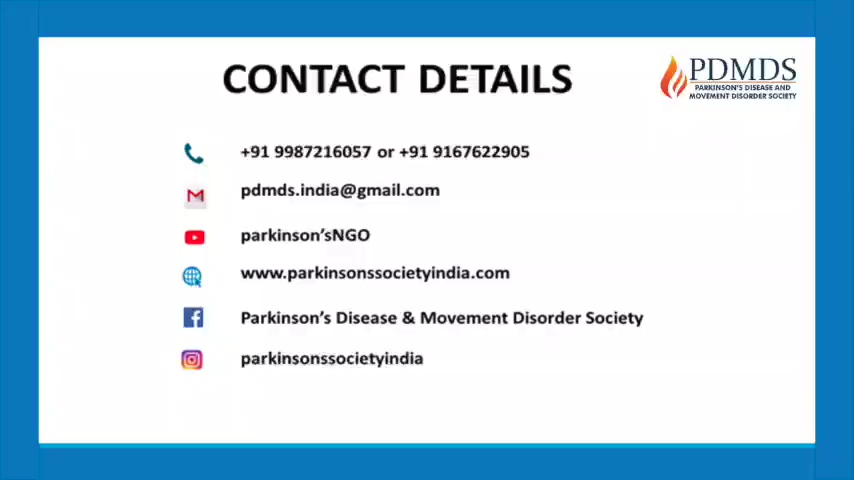 CONTACT DETAILS
PDMDS
PARKINSON'S DISEASE AND
MOVEMENT DISORDER SOCIETY
+91 9987216057 or +91 9167622905
pdmds.india@gmail.com
parkinson'sNGO
www.parkinsonssocietyindia.com
Parkinson's Disease & Movement Disorder Society
parkinsonssocietyindia